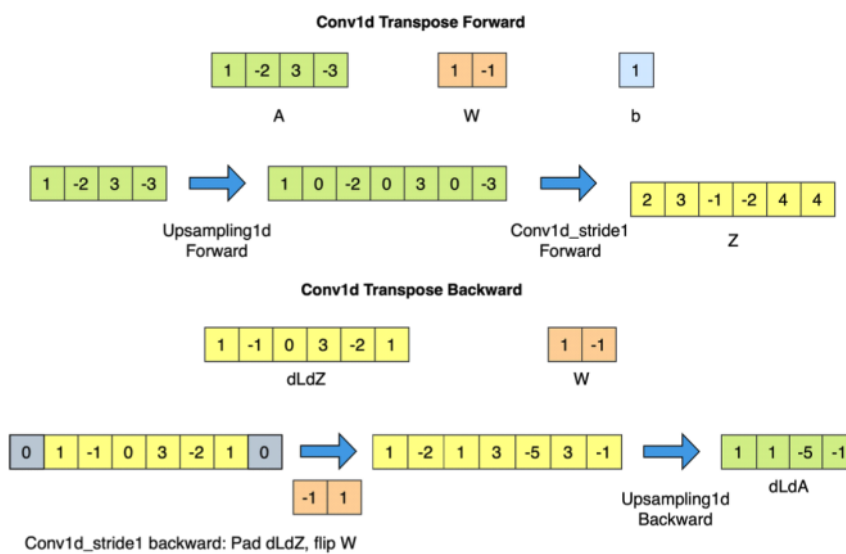 Conv1d Transpose Forward
1 -2 3 -3
1 -1
1
A
W
b
1 -2 3 -3
1 0 -2 0 3 0 -3
2 3 -1 -2 4 4
Upsampling1d
Forward
Conv1d_stride1
Forward
Z
Conv1d Transpose Backward
1 -1 0 3 -2 1
1 -1
dLdZ
W
0 1 -1 0 3 -2 1 0
1 -2 1 3 -5 3 -1
1 1 -5 -1
-1 1
Upsampling1d
Backward
dLdA
Conv1d_stride1 backward: Pad dLdZ, flip W